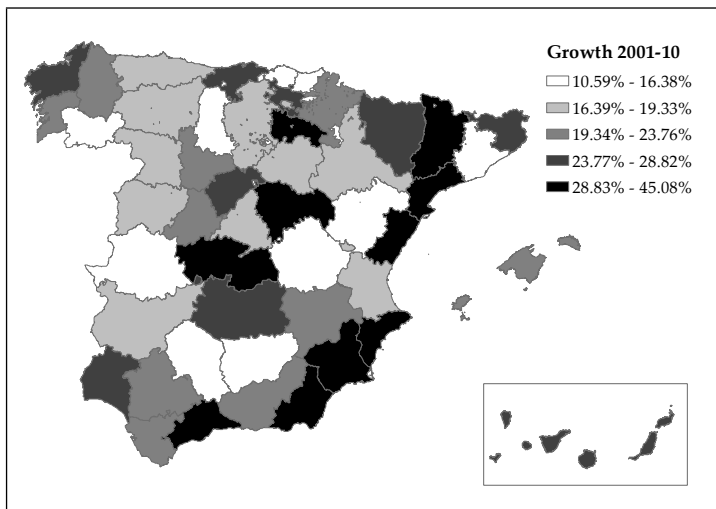 Growth 2001-10
10.59% - 16.38%
16.39% - 19.33%
19.34% - 23.76%
23.77% - 28.82%
28.83% - 45.08%